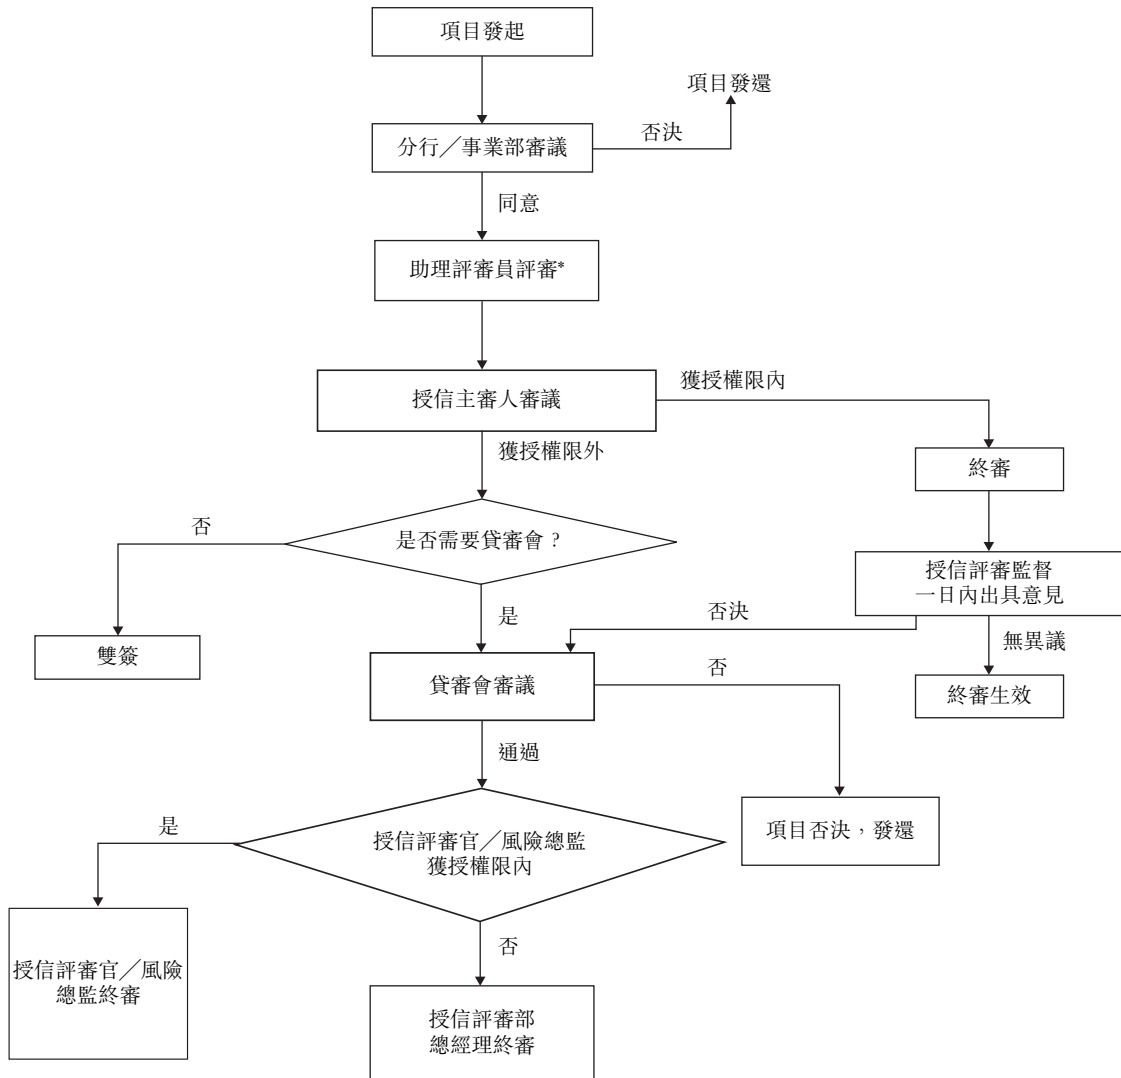 項目發起
項目發還
分行／事業部審議
否決
同意
助理評審員評審*
授信主審人審議
獲授權限內
獲授權限外
終審
是否需要貸審會？
否
授信評審監督
一日內出具意見
否決
是
無異議
雙簽
貸審會審議
否
終審生效
通過
項目否決，發還
是
授信評審官／風險總監
獲授權限內
否
授信評審官／風險
總監終審
授信評審部
總經理終審